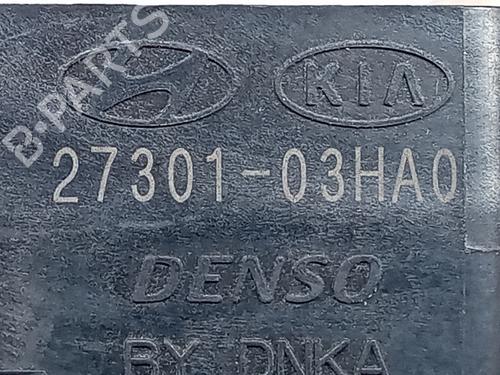 B-PARTS
KIA
27301-03HA0
DENSO
BY DNKA